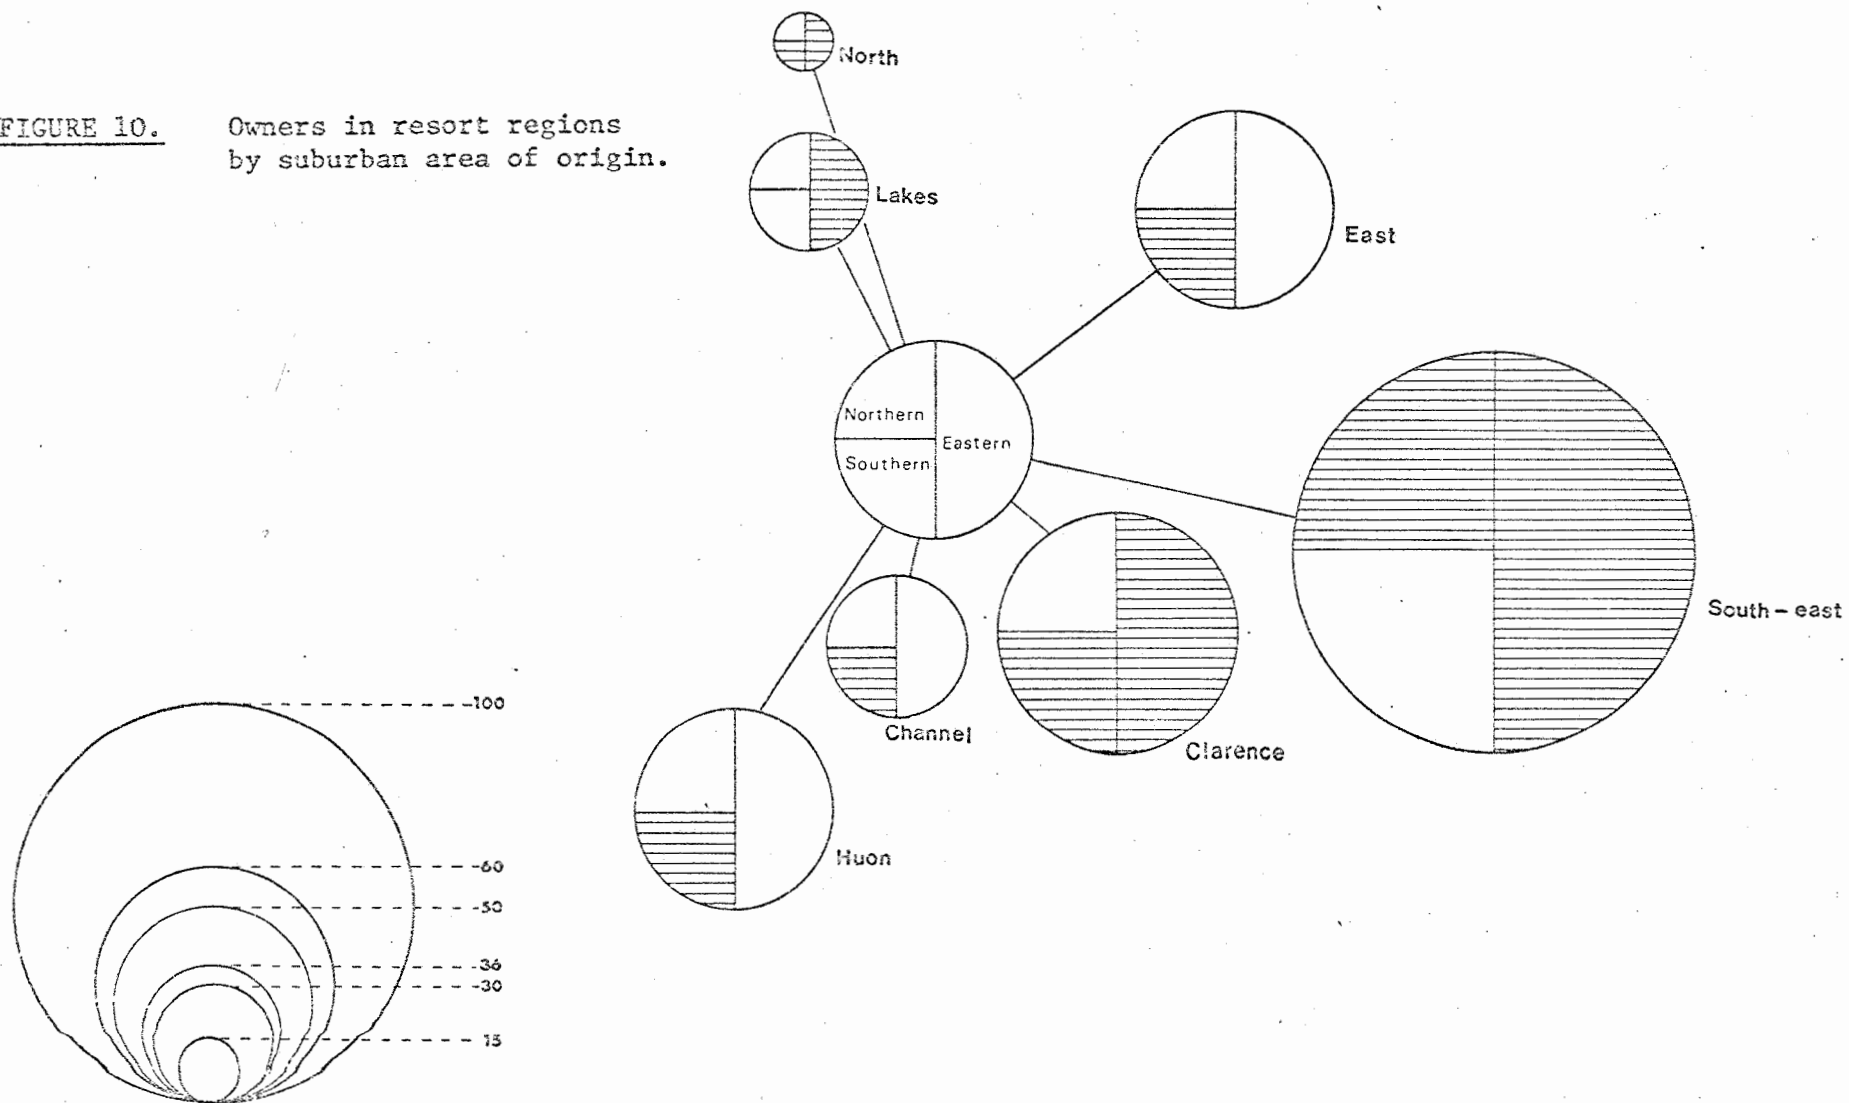 FIGURE 10. Owners in resort regions
by suburban area of origin.
North
Lakes
East
Northern
Eastern
Southern
South-east
Channel
Clarence
Huon
-100
-60
-50
-36
-30
-15